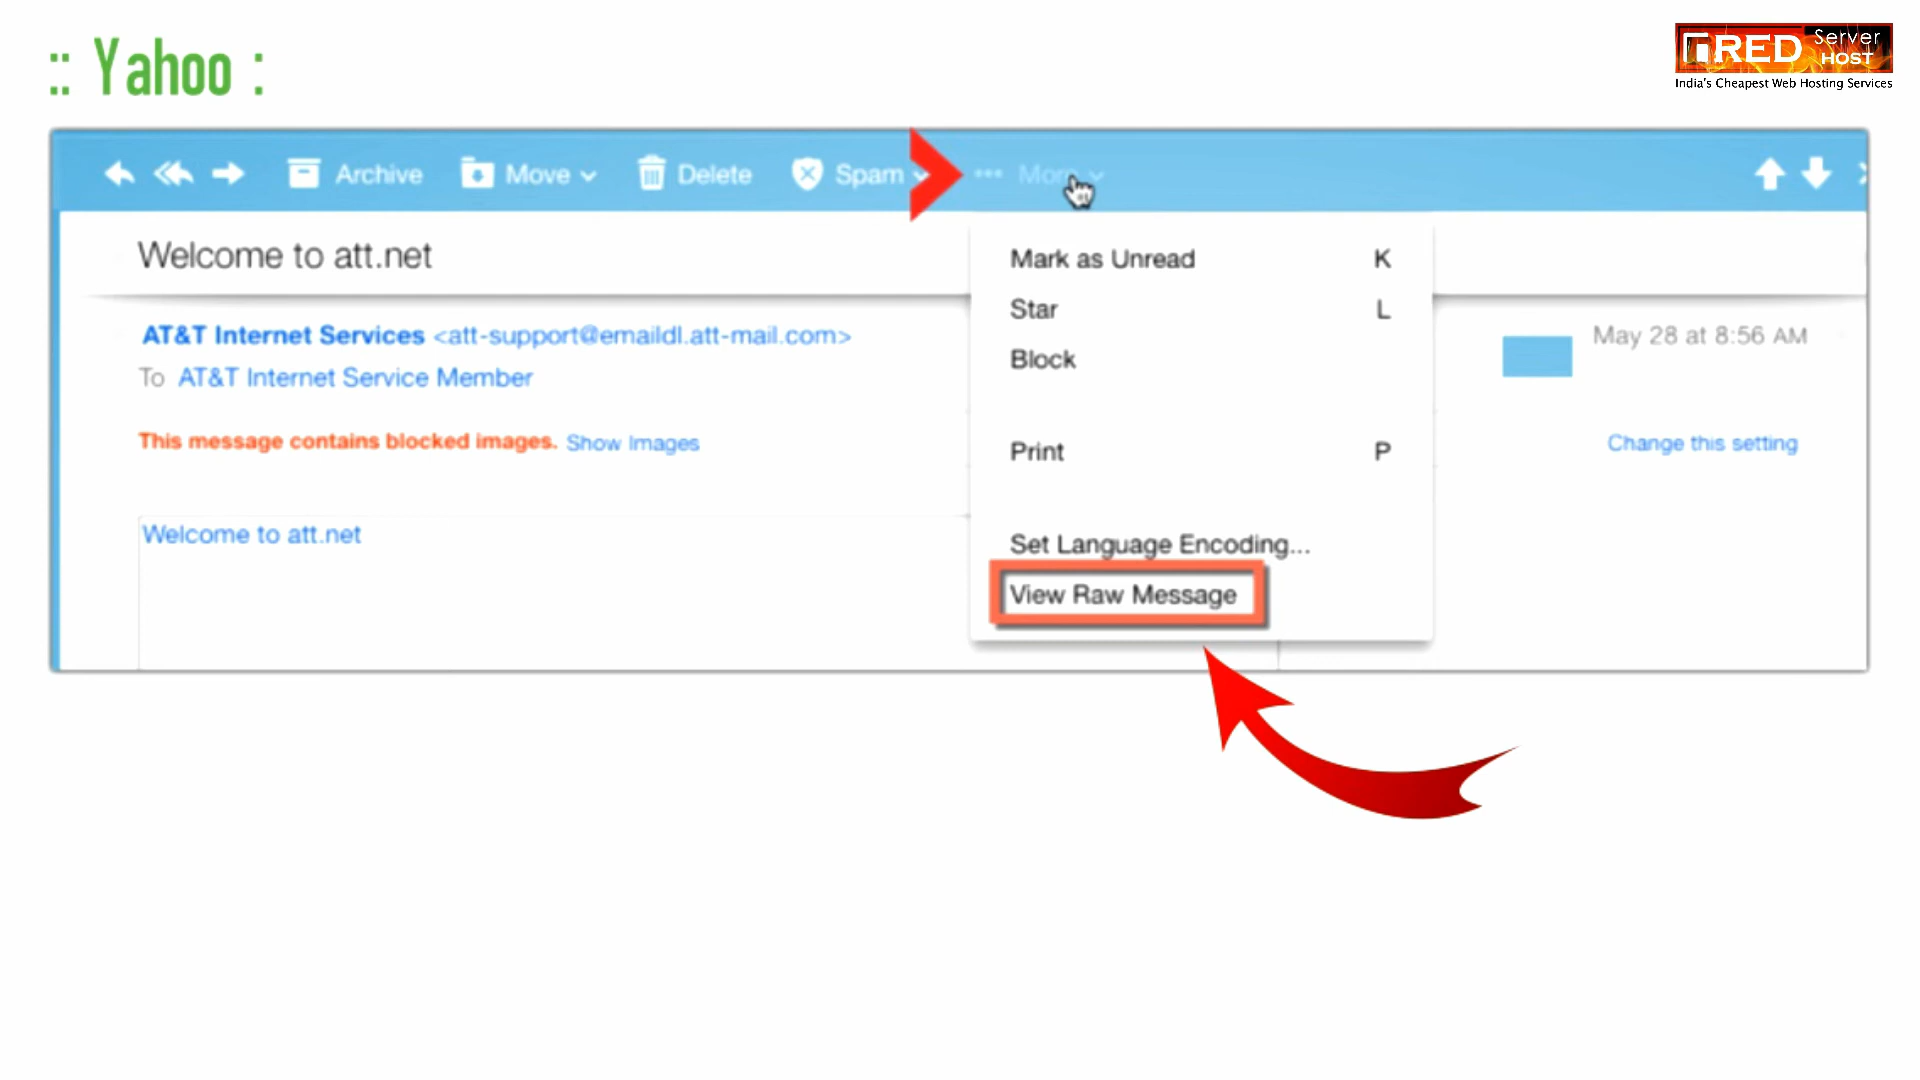 :: Yahoo :
RED Server HOST
India's Cheapest Web Hosting Services
Archive Move Delete Spam ••• More
Welcome to att.net
Mark as Unread K
Star L
Block
Print P
Set Language Encoding...
View Raw Message
AT&T Internet Services <att-support@emaildl.att-mail.com>
May 28 at 8:56 AM
To AT&T Internet Service Member
This message contains blocked images. Show Images
Change this setting
Welcome to att.net